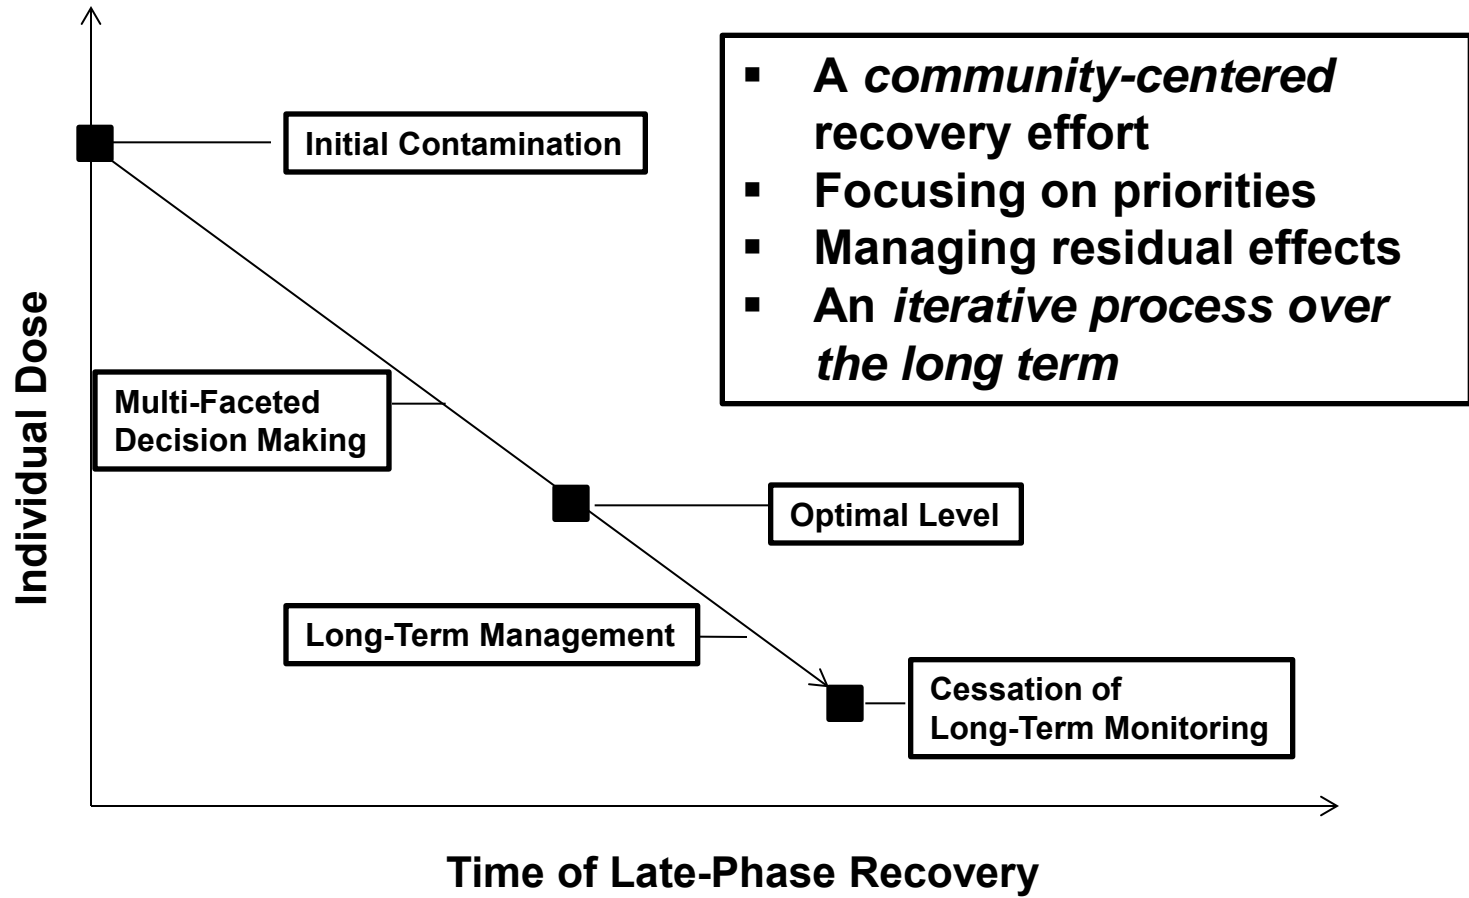 ▪ A community-centered
recovery effort
▪ Focusing on priorities
▪ Managing residual effects
▪ An iterative process over
the long term
Initial Contamination
Individual Dose
Multi-Faceted
Decision Making
Optimal Level
Long-Term Management
Cessation of
Long-Term Monitoring
Time of Late-Phase Recovery